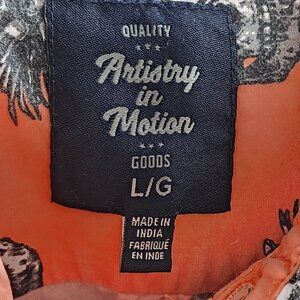 QUALITY
Artistry
in
Motion
GOODS
L/G
MADE IN
INDIA
FABRIQUÉ
EN INDE